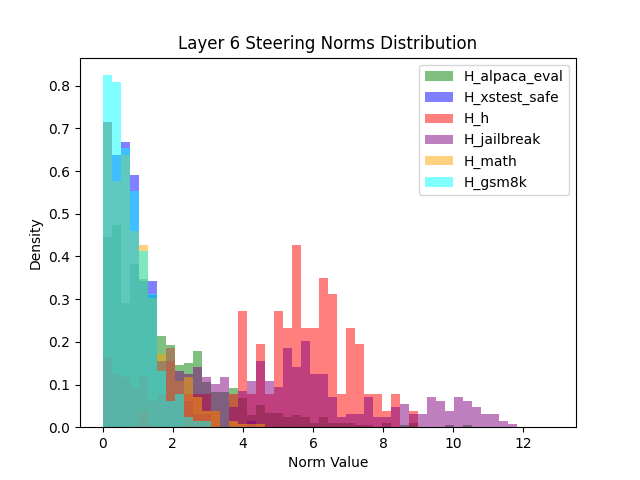 Layer 6 Steering Norms Distribution
H_alpaca_eval
H_xstest_safe
H_h
H_jailbreak
H_math
H_gsm8k
Density
0.8
0.7
0.6
0.5
0.4
0.3
0.2
0.1
0.0
0 2 4 6 8 10 12
Norm Value